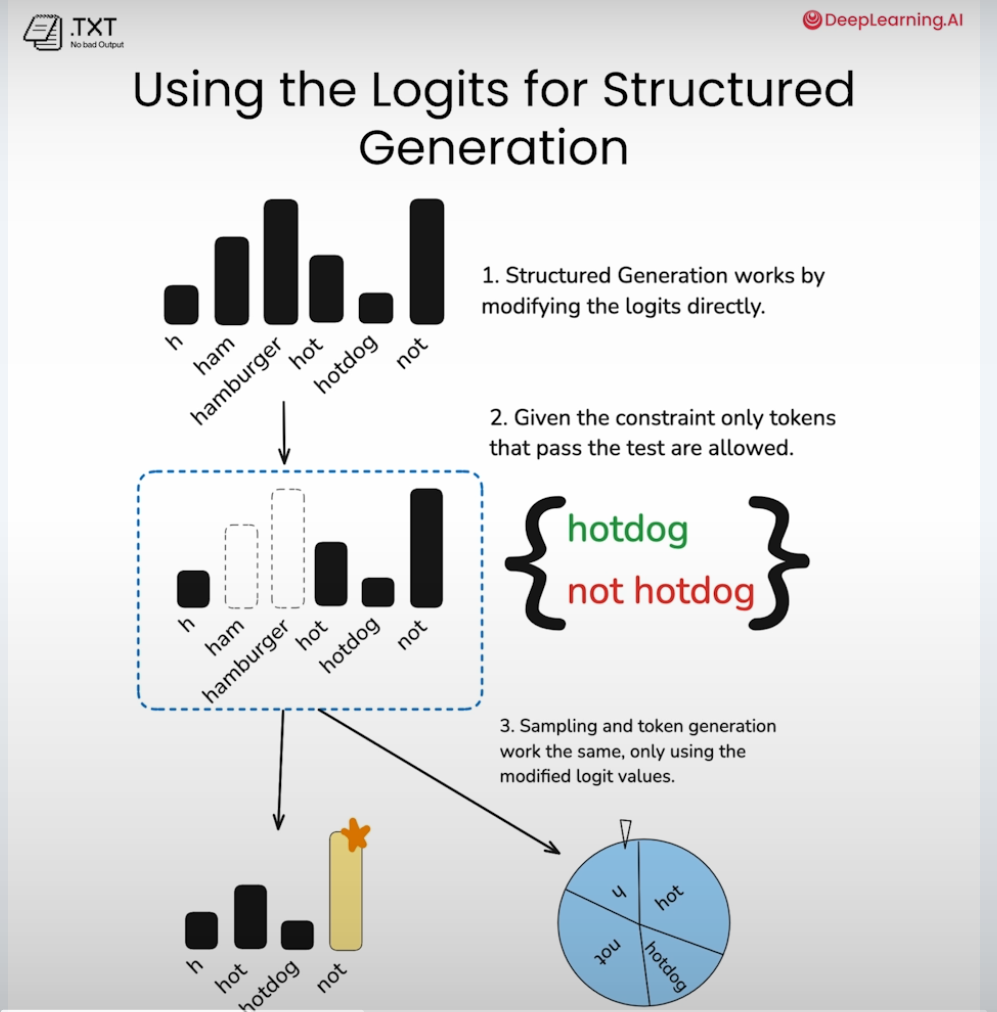 .TXT
No bad Output
DeepLearning.AI
Using the Logits for Structured
Generation
h
ham
hamburger
hot
hotdog
not
1. Structured Generation works by
modifying the logits directly.
2. Given the constraint only tokens
that pass the test are allowed.
h
ham
hamburger
hot
hotdog
not
{ hotdog
not hotdog }
3. Sampling and token generation
work the same, only using the
modified logit values.
h
hot
hotdog
not
h
hot
not
hotdog